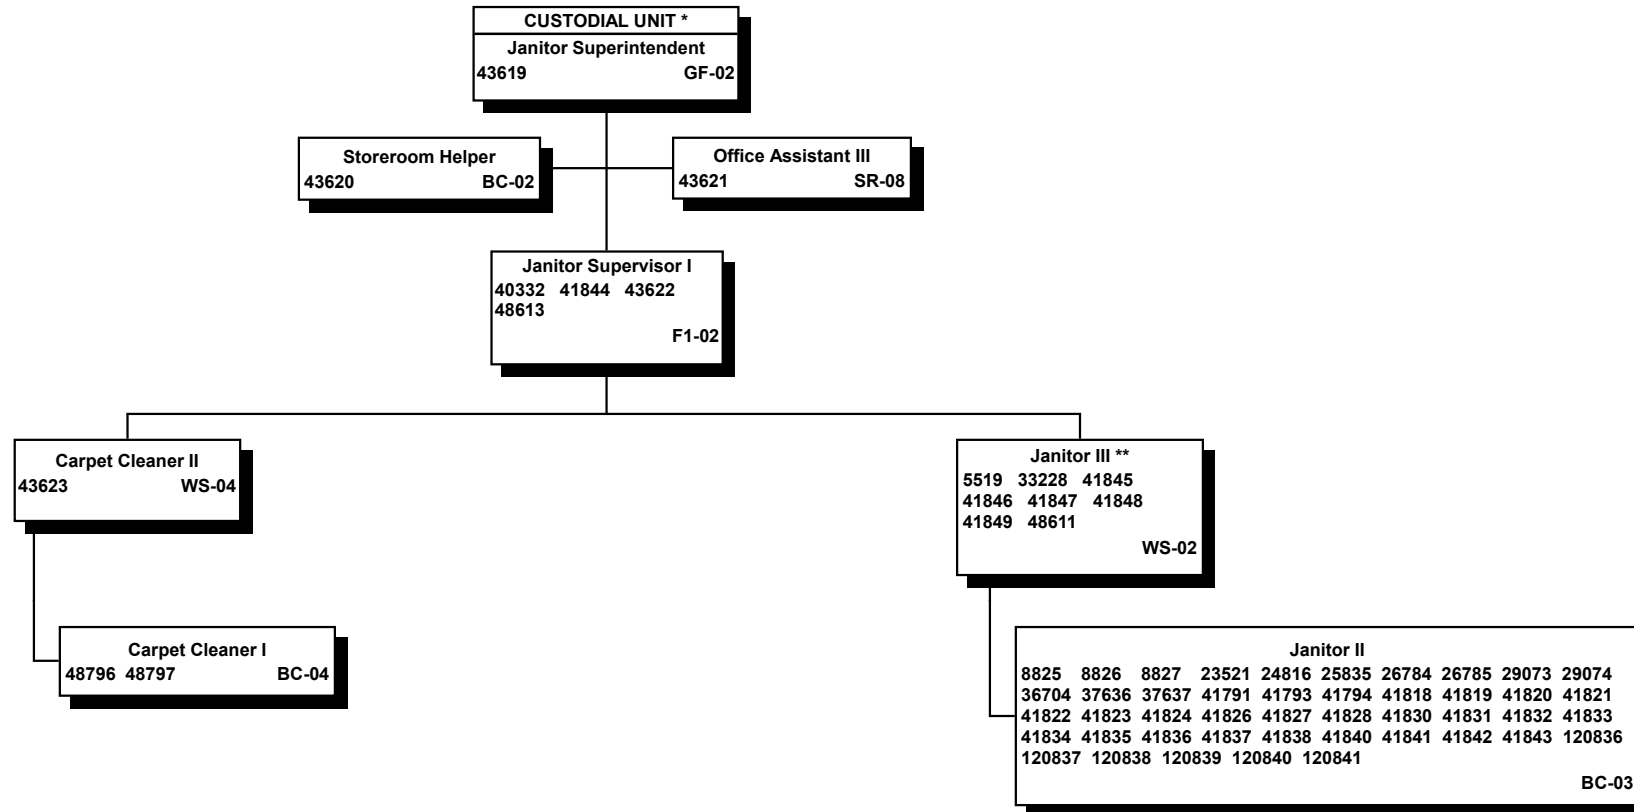 CUSTODIAL UNIT *
Janitor Superintendent
43619 GF-02
Storeroom Helper
43620 BC-02
Office Assistant III
43621 SR-08
Janitor Supervisor I
40332 41844 43622
48613
F1-02
Carpet Cleaner II
43623 WS-04
Janitor III **
5519 33228 41845
41846 41847 41848
41849 48611
WS-02
Carpet Cleaner I
48796 48797 BC-04
Janitor II
8825 8826 8827 23521 24816 25835 26784 26785 29073 29074
36704 37636 37637 41791 41793 41794 41818 41819 41820 41821
41822 41823 41824 41826 41827 41828 41830 41831 41832 41833
41834 41835 41836 41837 41838 41840 41841 41842 41843 120836
120837 120838 120839 120840 120841
BC-03